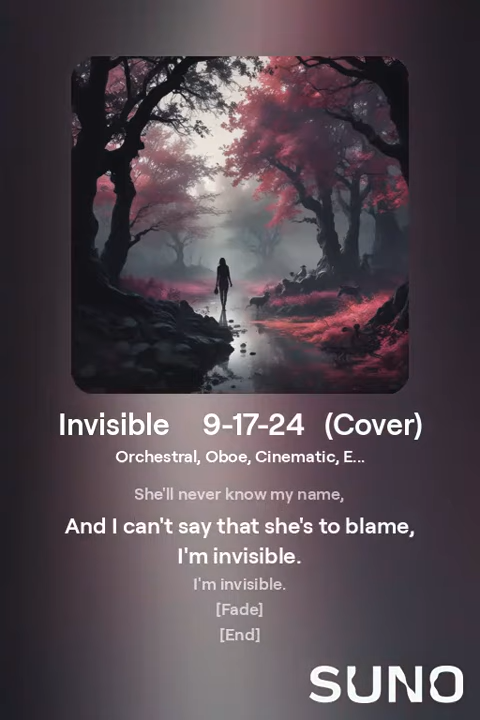 Invisible 9-17-24 (Cover)
Orchestral, Oboe, Cinematic, E...
She'll never know my name,
And I can't say that she's to blame,
I'm invisible.
I'm invisible.
[Fade]
[End]
SUNO